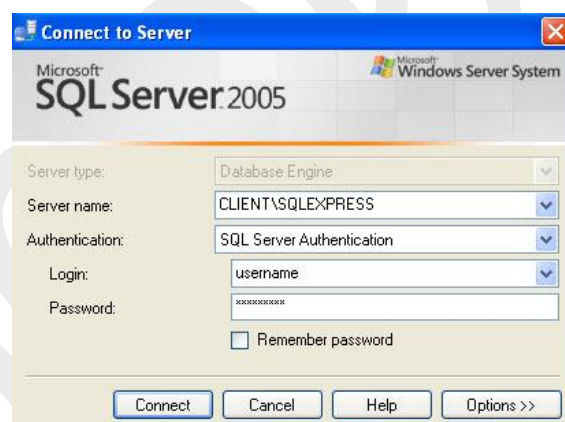 Connect to Server
Microsoft
SQL Server 2005
Microsoft
Windows Server System
Server type:
Database Engine
Server name:
CLIENT\SQLEXPRESS
Authentication:
SQL Server Authentication
Login:
username
Password:
×××××××××
Remember password
Connect
Cancel
Help
Options >>